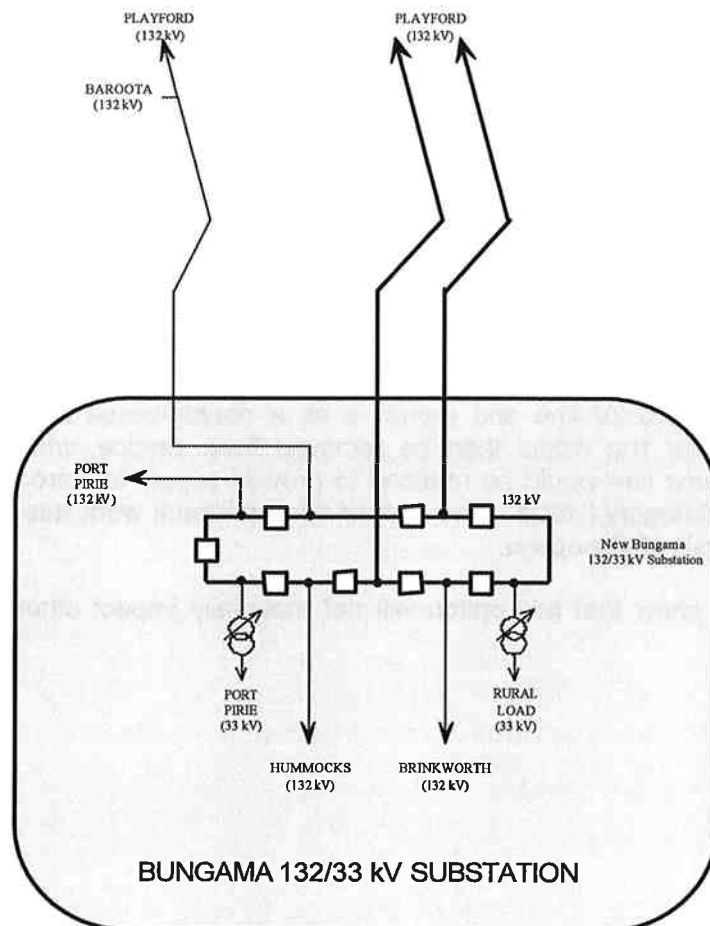 PLAYFORD
(132 kV)
PLAYFORD
(132 kV)
BAROOTA
(132 kV)
PORT
PIRIE
(132 kV)
132 kV
New Bungama
132/33 kV Substation
PORT
PIRIE
(33 kV)
RURAL
LOAD
(33 kV)
HUMMOCKS
(132 kV)
BRINKWORTH
(132 kV)
BUNGAMA 132/33 kV SUBSTATION